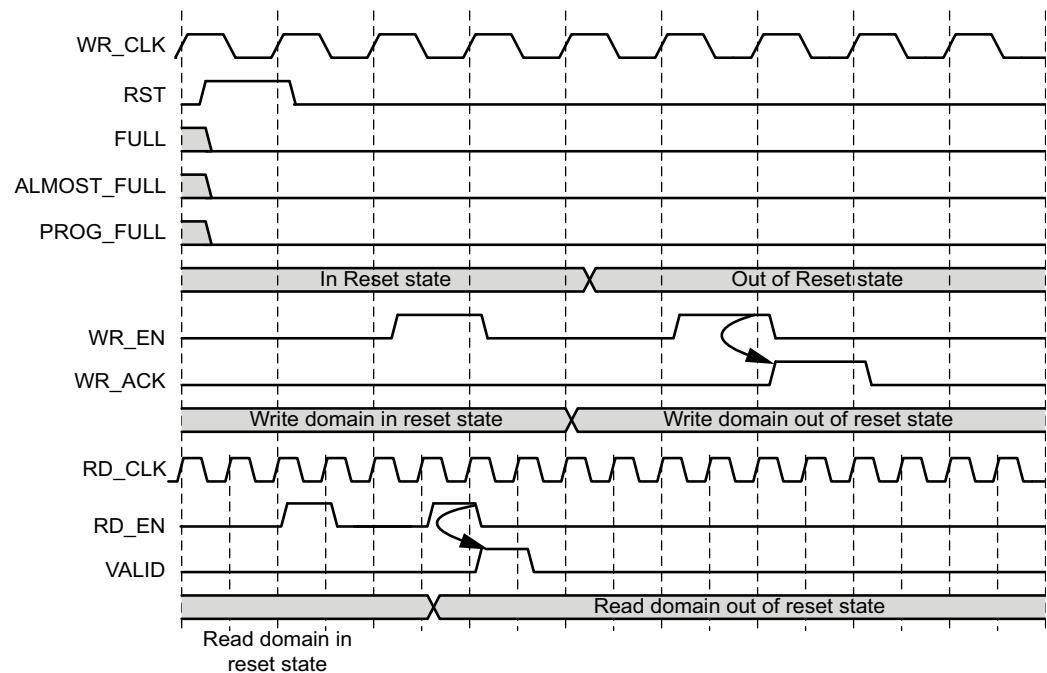 WR_CLK
RST
FULL
ALMOST_FULL
PROG_FULL
In Reset state Out of Reset state
WR_EN
WR_ACK
Write domain in reset state Write domain out of reset state
RD_CLK
RD_EN
VALID
Read domain out of reset state
Read domain in
reset state